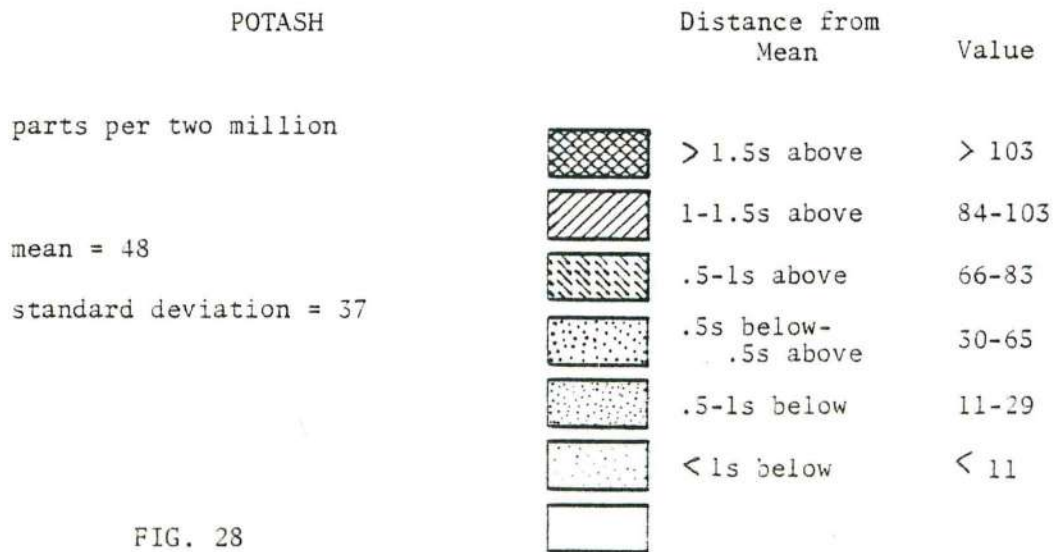 POTASH
parts per two million
mean = 48
standard deviation = 37
FIG. 28
Distance from Mean Value
> 1.5s above > 103
1-1.5s above 84-103
.5-1s above 66-83
.5s below-
.5s above 30-65
.5-1s below 11-29
< 1s below < 11